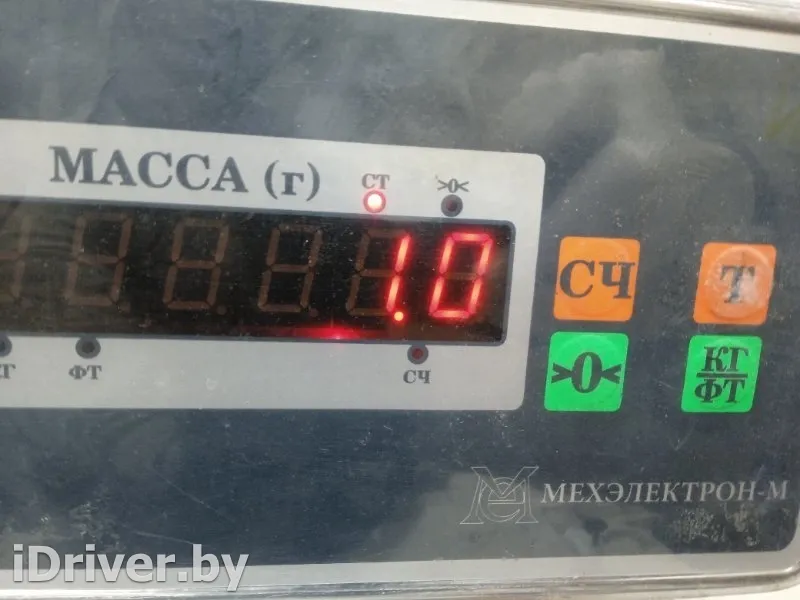 МАССА (г)
СТ
>0<
1.0
ФТ
СЧ
СЧ
Т
>0<
КГ
ФТ
МЕХЭЛЕКТРОН-М
iDriver.by